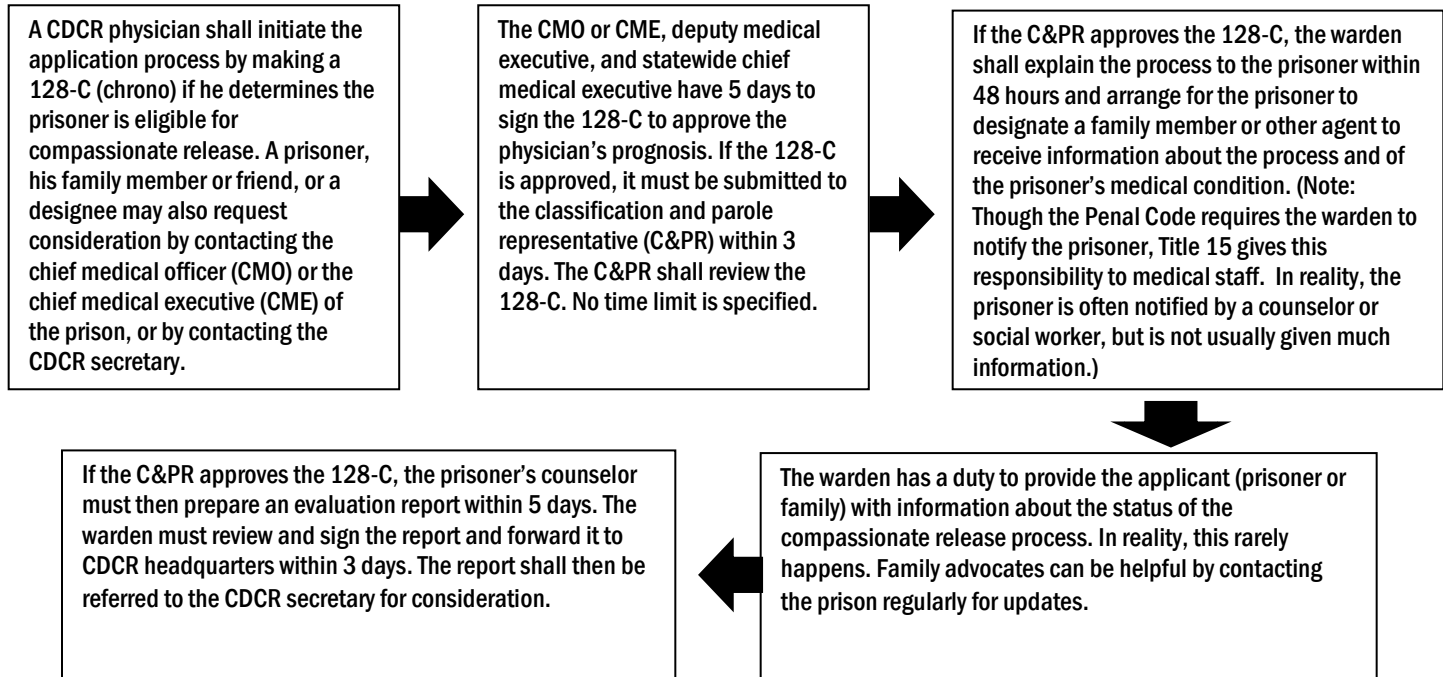 A CDCR physician shall initiate the
application process by making a
128-C (chrono) if he determines the
prisoner is eligible for
compassionate release. A prisoner,
his family member or friend, or a
designee may also request
consideration by contacting the
chief medical officer (CMO) or the
chief medical executive (CME) of
the prison, or by contacting the
CDCR secretary.
The CMO or CME, deputy medical
executive, and statewide chief
medical executive have 5 days to
sign the 128-C to approve the
physician's prognosis. If the 128-C
is approved, it must be submitted to
the classification and parole
representative (C&PR) within 3
days. The C&PR shall review the
128-C. No time limit is specified.
If the C&PR approves the 128-C, the warden
shall explain the process to the prisoner within
48 hours and arrange for the prisoner to
designate a family member or other agent to
receive information about the process and of
the prisoner's medical condition. (Note:
Though the Penal Code requires the warden to
notify the prisoner, Title 15 gives this
responsibility to medical staff. In reality, the
prisoner is often notified by a counselor or
social worker, but is not usually given much
information.)
The warden has a duty to provide the applicant (prisoner or
family) with information about the status of the
compassionate release process. In reality, this rarely
happens. Family advocates can be helpful by contacting
the prison regularly for updates.
If the C&PR approves the 128-C, the prisoner's counselor
must then prepare an evaluation report within 5 days. The
warden must review and sign the report and forward it to
CDCR headquarters within 3 days. The report shall then be
referred to the CDCR secretary for consideration.